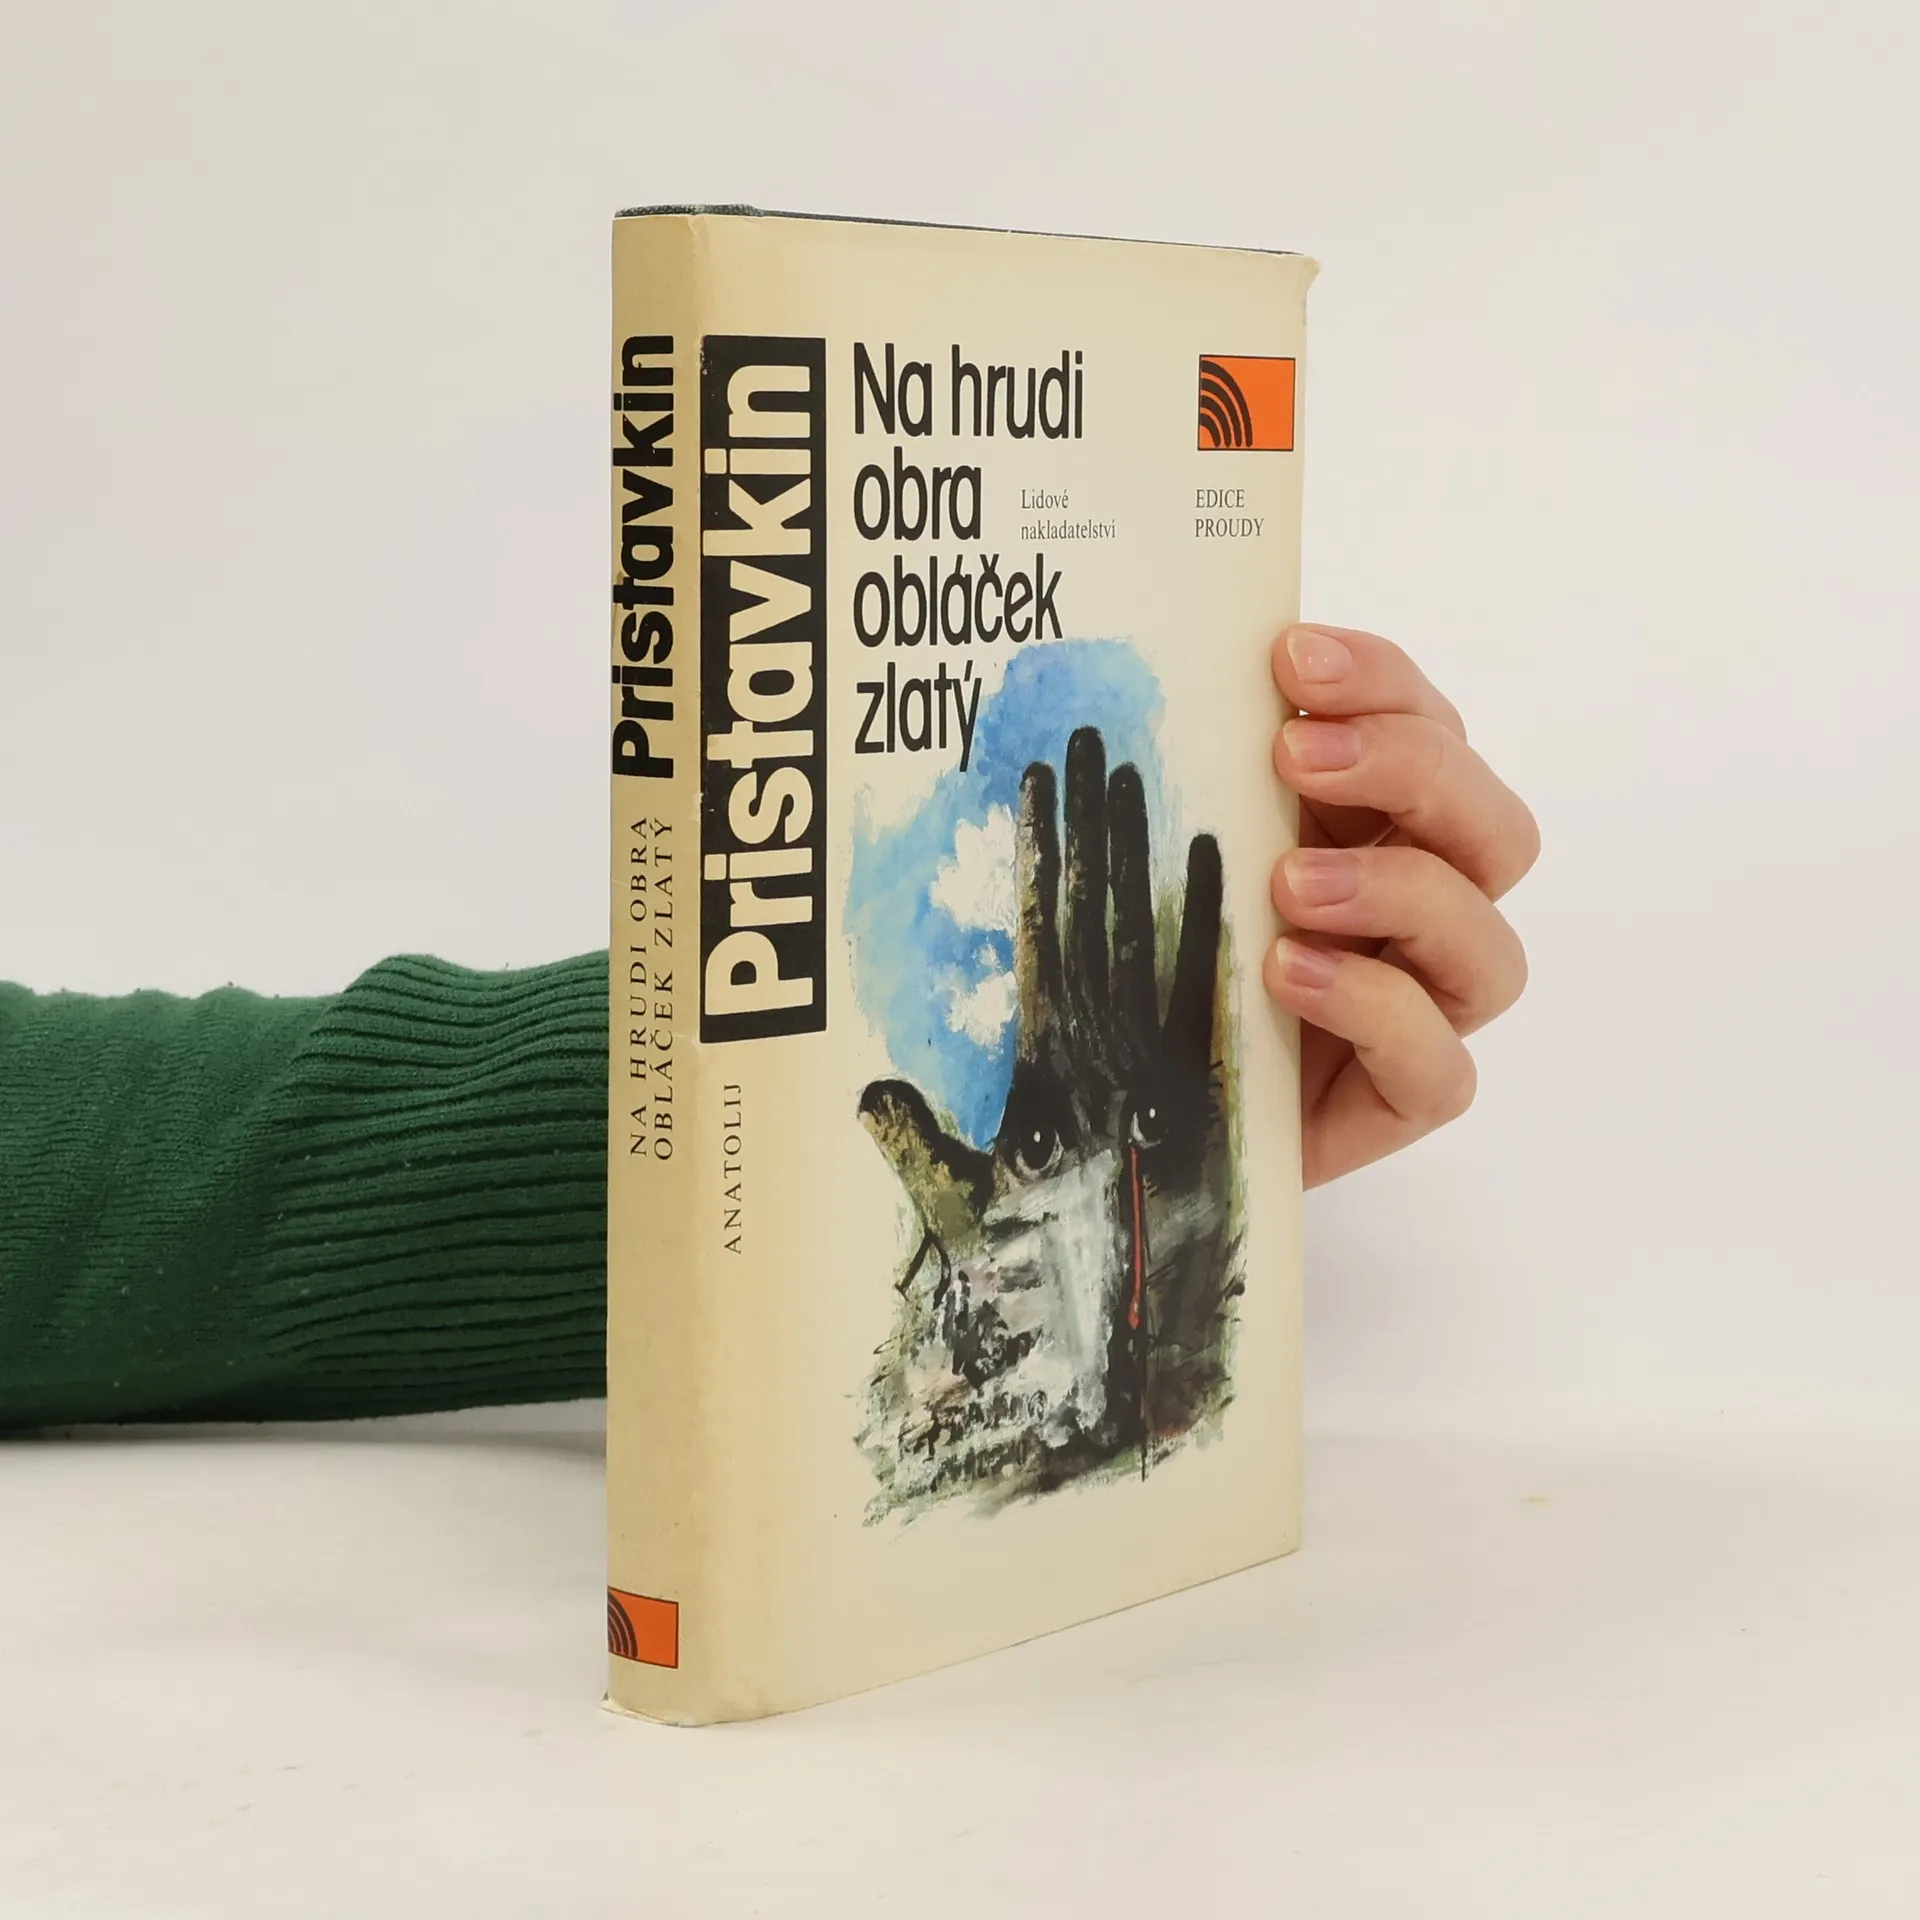 Pristavkin
NA HRUDI OBRA
OBLÁČEK ZLATÝ
Pristavkin
ANATOLIJ
Na hrudi
obra
obláček
zlatý
Lidové
nakladatelství
EDICE
PROUDY